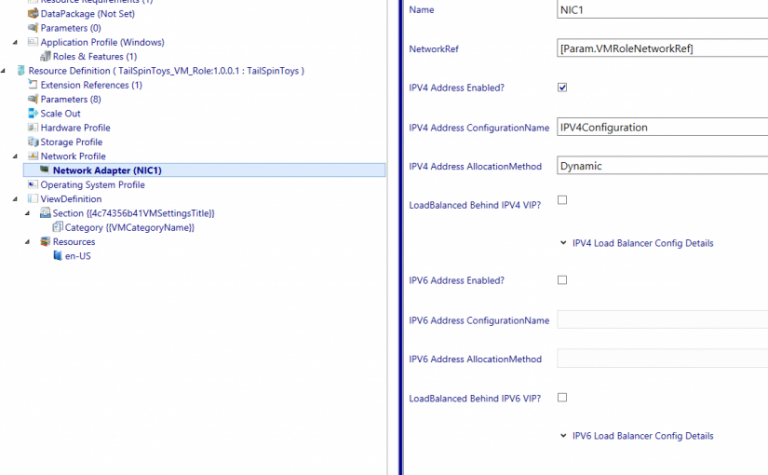 Resource Requirements (1)
DataPackage (Not Set)
Parameters (0)
Application Profile (Windows)
Roles & Features (1)
Resource Definition ( TailSpinToys_VM_Role:1.0.0.1 : TailSpinToys )
Extension References (1)
Parameters (8)
Scale Out
Hardware Profile
Storage Profile
Network Profile
Network Adapter (NIC1)
Operating System Profile
ViewDefinition
Section {{4c74356b41VMSettingsTitle}}
Category {{VMCategoryName}}
Resources
en-US
Name NIC1
NetworkRef [Param.VMRoleNetworkRef]
IPV4 Address Enabled?
IPV4 Address ConfigurationName IPV4Configuration
IPV4 Address AllocationMethod Dynamic
LoadBalanced Behind IPV4 VIP?
IPV4 Load Balancer Config Details
IPV6 Address Enabled?
IPV6 Address ConfigurationName
IPV6 Address AllocationMethod
LoadBalanced Behind IPV6 VIP?
IPV6 Load Balancer Config Details